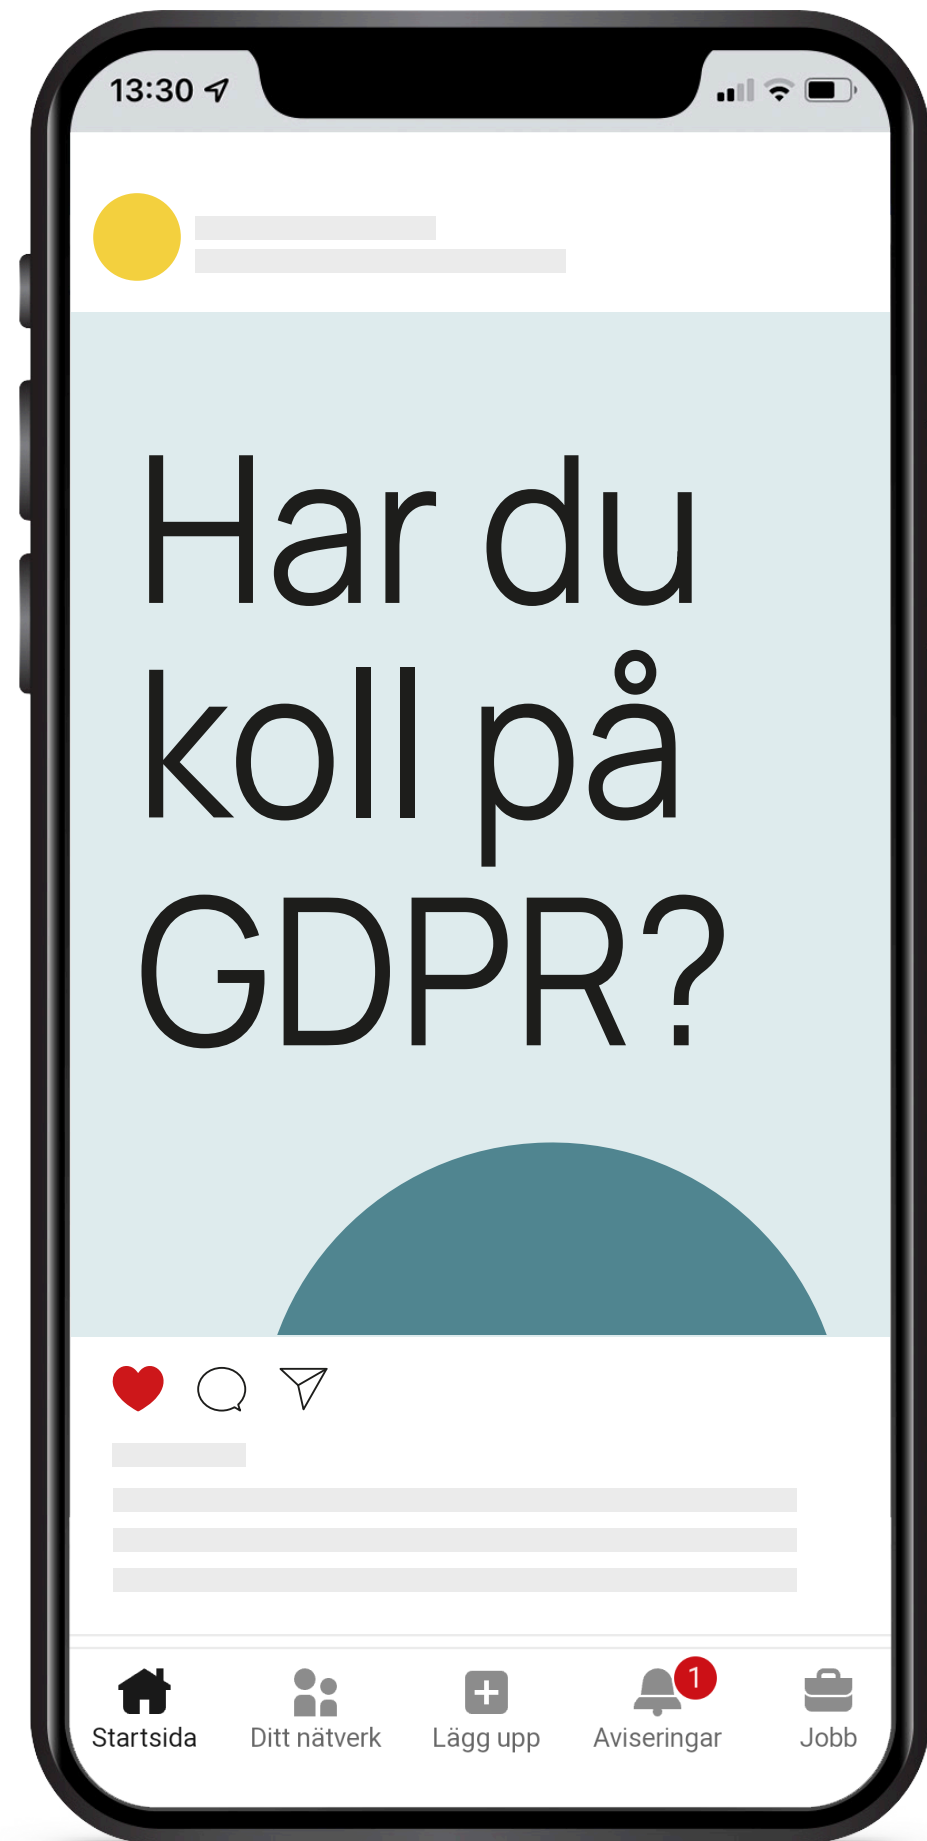 13:30
Har du
koll på
GDPR?
1
Startsida Ditt nätverk Lägg upp Aviseringar Jobb